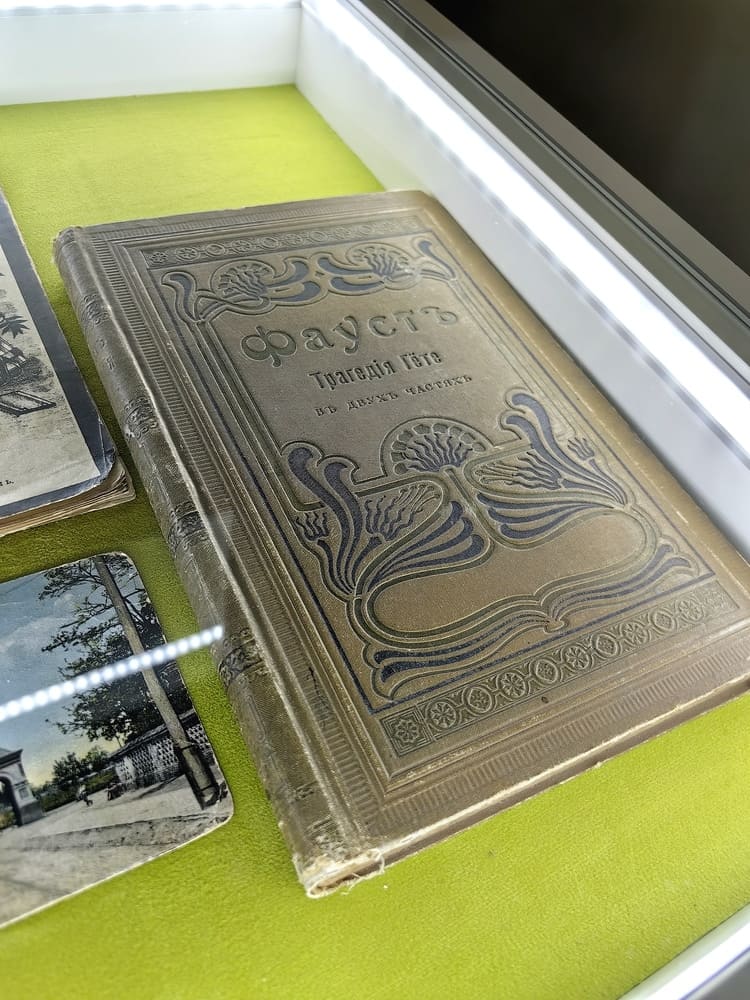 Фаустъ
Трагедія Гёте
въ двухъ частяхъ